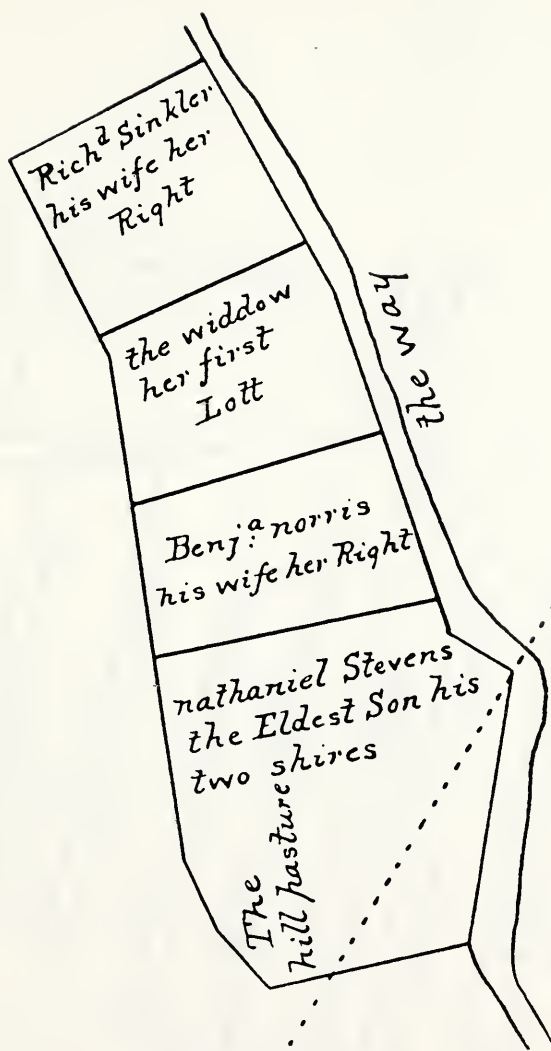 Richd Sinkler
his wife her
Right
the widdow
her first
Lott
the way
Benja: norris
his wife her Right
nathaniel Stevens
the Eldest Son his
two shires
The
hill hasture